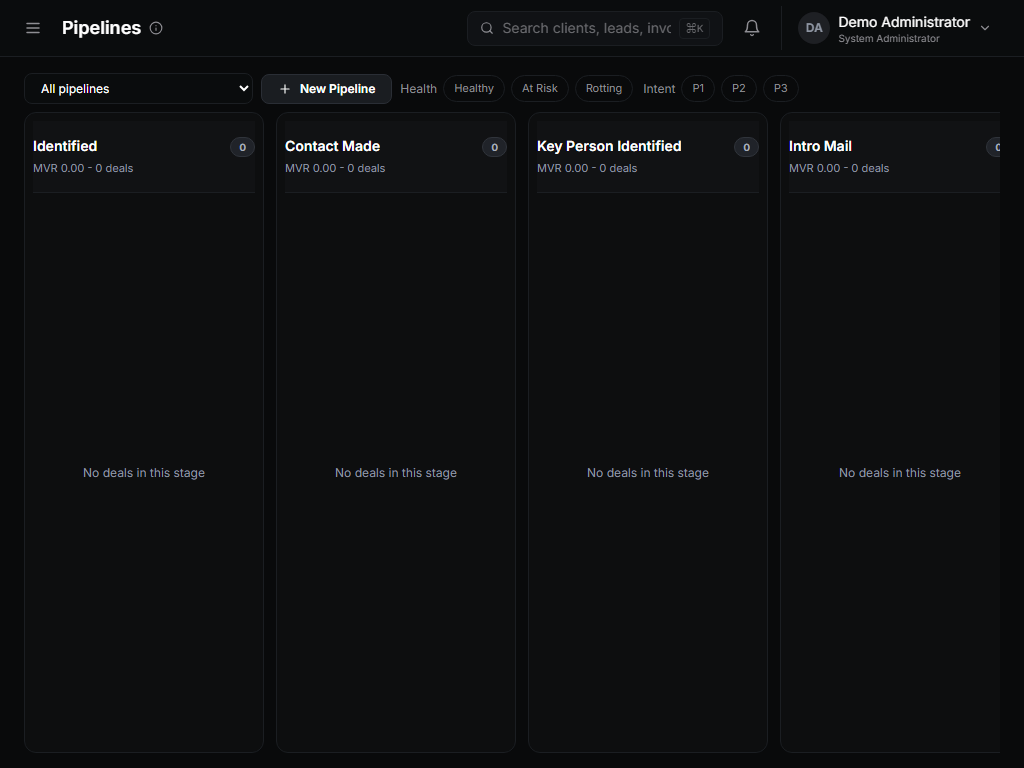 Pipelines
Search clients, leads, invc
⌘K
DA
Demo Administrator
System Administrator
All pipelines
+ New Pipeline
Health
Healthy
At Risk
Rotting
Intent
P1
P2
P3
Identified
0
MVR 0.00 - 0 deals
No deals in this stage
Contact Made
0
MVR 0.00 - 0 deals
No deals in this stage
Key Person Identified
0
MVR 0.00 - 0 deals
No deals in this stage
Intro Mail
0
MVR 0.00 - 0 deals
No deals in this stage